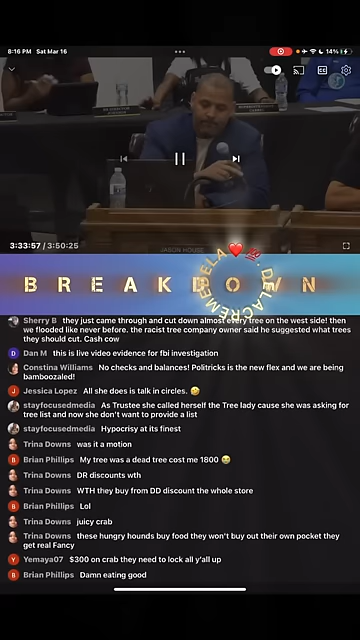 8:16 PM Sat Mar 16
14%
CC
3:33:57 / 3:50:25
JASON HOUSE
BREAKDOWN
DELACREMEDELA
Sherry B they just came through and cut down almost every tree on the west side! then
we flooded like never before. the racist tree company owner said he suggested what trees
they should cut. Cash cow
D Dan M this is live video evidence for fbi investigation
Constina Williams No checks and balances! Politricks is the new flex and we are being
bamboozaled!
J Jessica Lopez All she does is talk in circles. 🤣
stayfocusedmedia As Trustee she called herself the Tree lady cause she was asking for
tree list and now she don't want to provide a list
stayfocusedmedia Hypocrisy at its finest
Trina Downs was it a motion
B Brian Phillips My tree was a dead tree cost me 1800 😂
Trina Downs DR discounts wth
Trina Downs WTH they buy from DD discount the whole store
B Brian Phillips Lol
Trina Downs juicy crab
Trina Downs these hungry hounds buy food they won't buy out their own pocket they
get real Fancy
Y Yemaya07 $300 on crab they need to lock all y'all up
B Brian Phillips Damn eating good